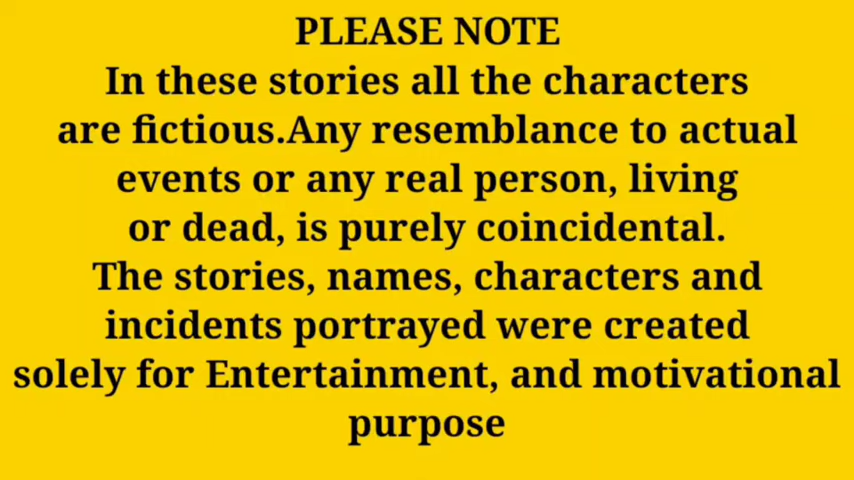 PLEASE NOTE
In these stories all the characters
are fictious.Any resemblance to actual
events or any real person, living
or dead, is purely coincidental.
The stories, names, characters and
incidents portrayed were created
solely for Entertainment, and motivational
purpose